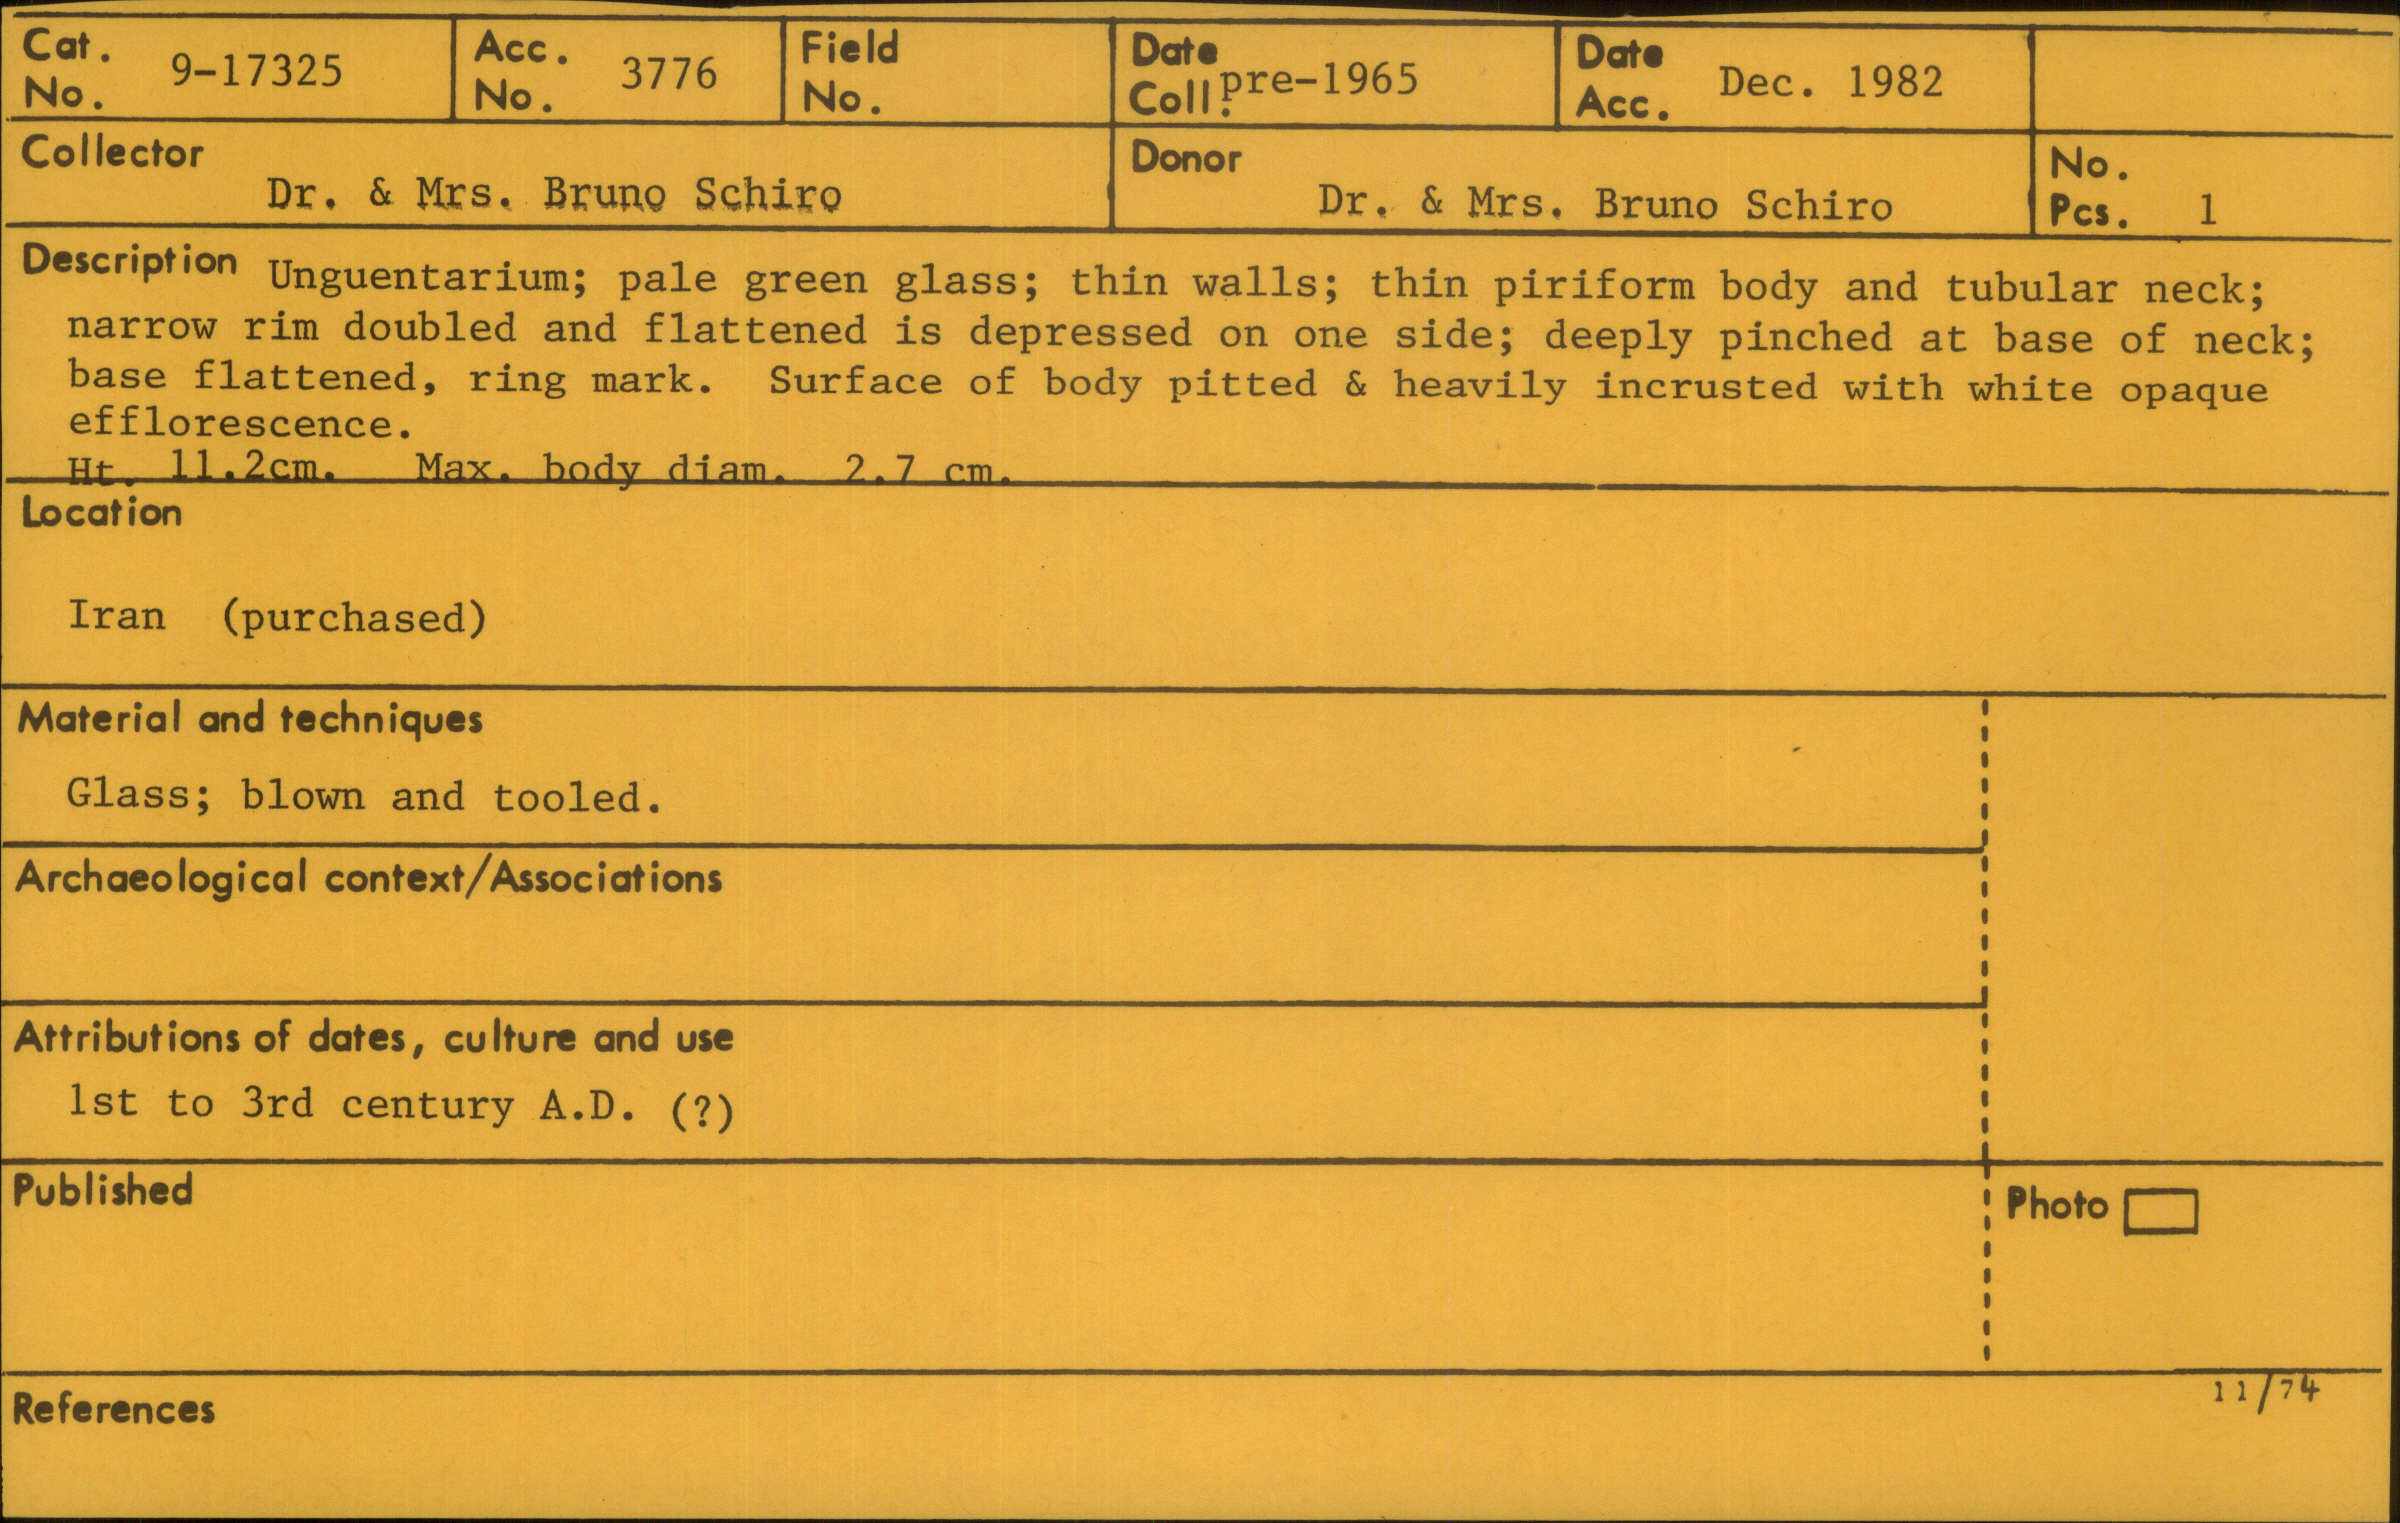 Cat. No. 9-17325
Acc. No. 3776
Field No.
Date Coll. pre-1965
Date Acc. Dec. 1982
Collector
Dr. & Mrs. Bruno Schiro
Donor
Dr. & Mrs. Bruno Schiro
No. Pcs. 1
Description Unguentarium; pale green glass; thin walls; thin piriform body and tubular neck;
narrow rim doubled and flattened is depressed on one side; deeply pinched at base of neck;
base flattened, ring mark. Surface of body pitted & heavily incrusted with white opaque
efflorescence.
Ht. 11.2cm. Max. body diam. 2.7 cm.
Location
Iran (purchased)
Material and techniques
Glass; blown and tooled.
Archaeological context/Associations
Attributions of dates, culture and use
1st to 3rd century A.D. (?)
Published
Photo
References
11/74